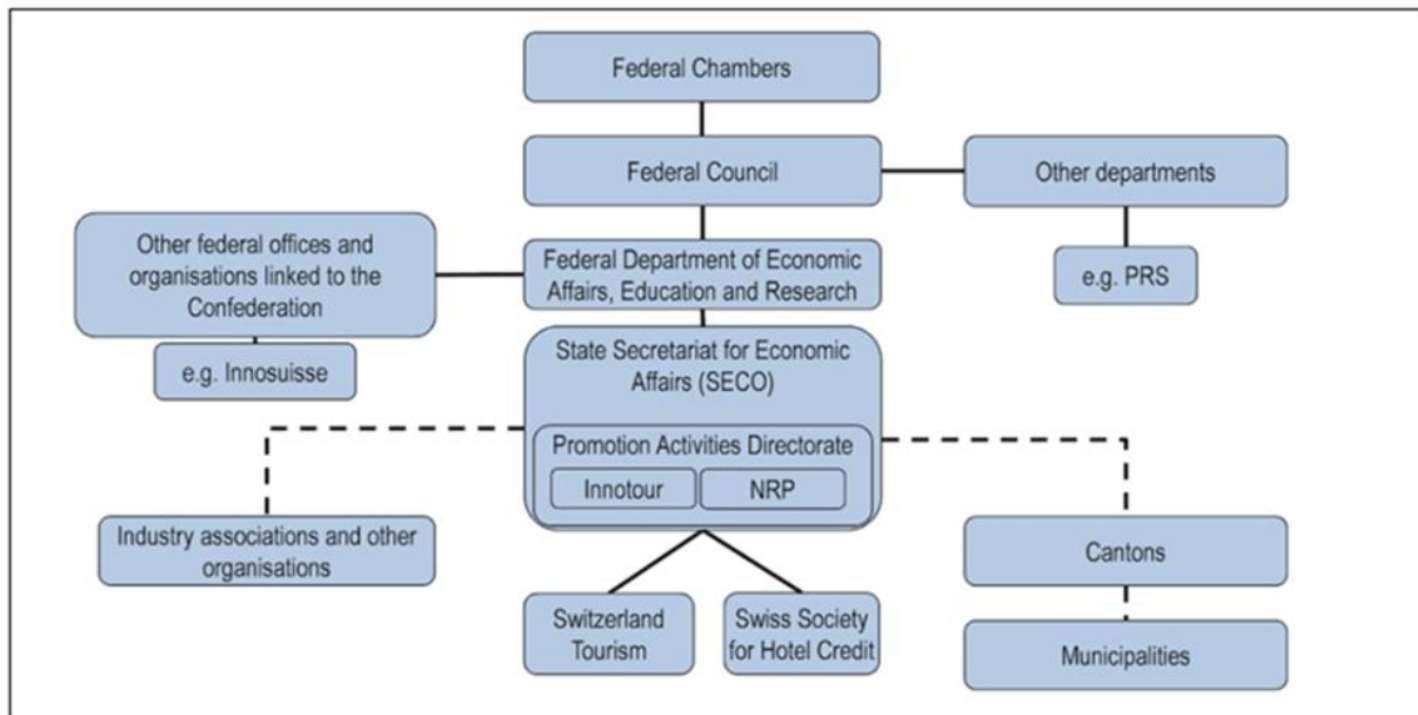 Federal Chambers
Federal Council
Other departments
Other federal offices and
organisations linked to the
Confederation
Federal Department of Economic
Affairs, Education and Research
e.g. PRS
e.g. Innosuisse
State Secretariat for Economic
Affairs (SECO)
Promotion Activities Directorate
Innotour
NRP
Industry associations and other
organisations
Cantons
Switzerland
Tourism
Swiss Society
for Hotel Credit
Municipalities